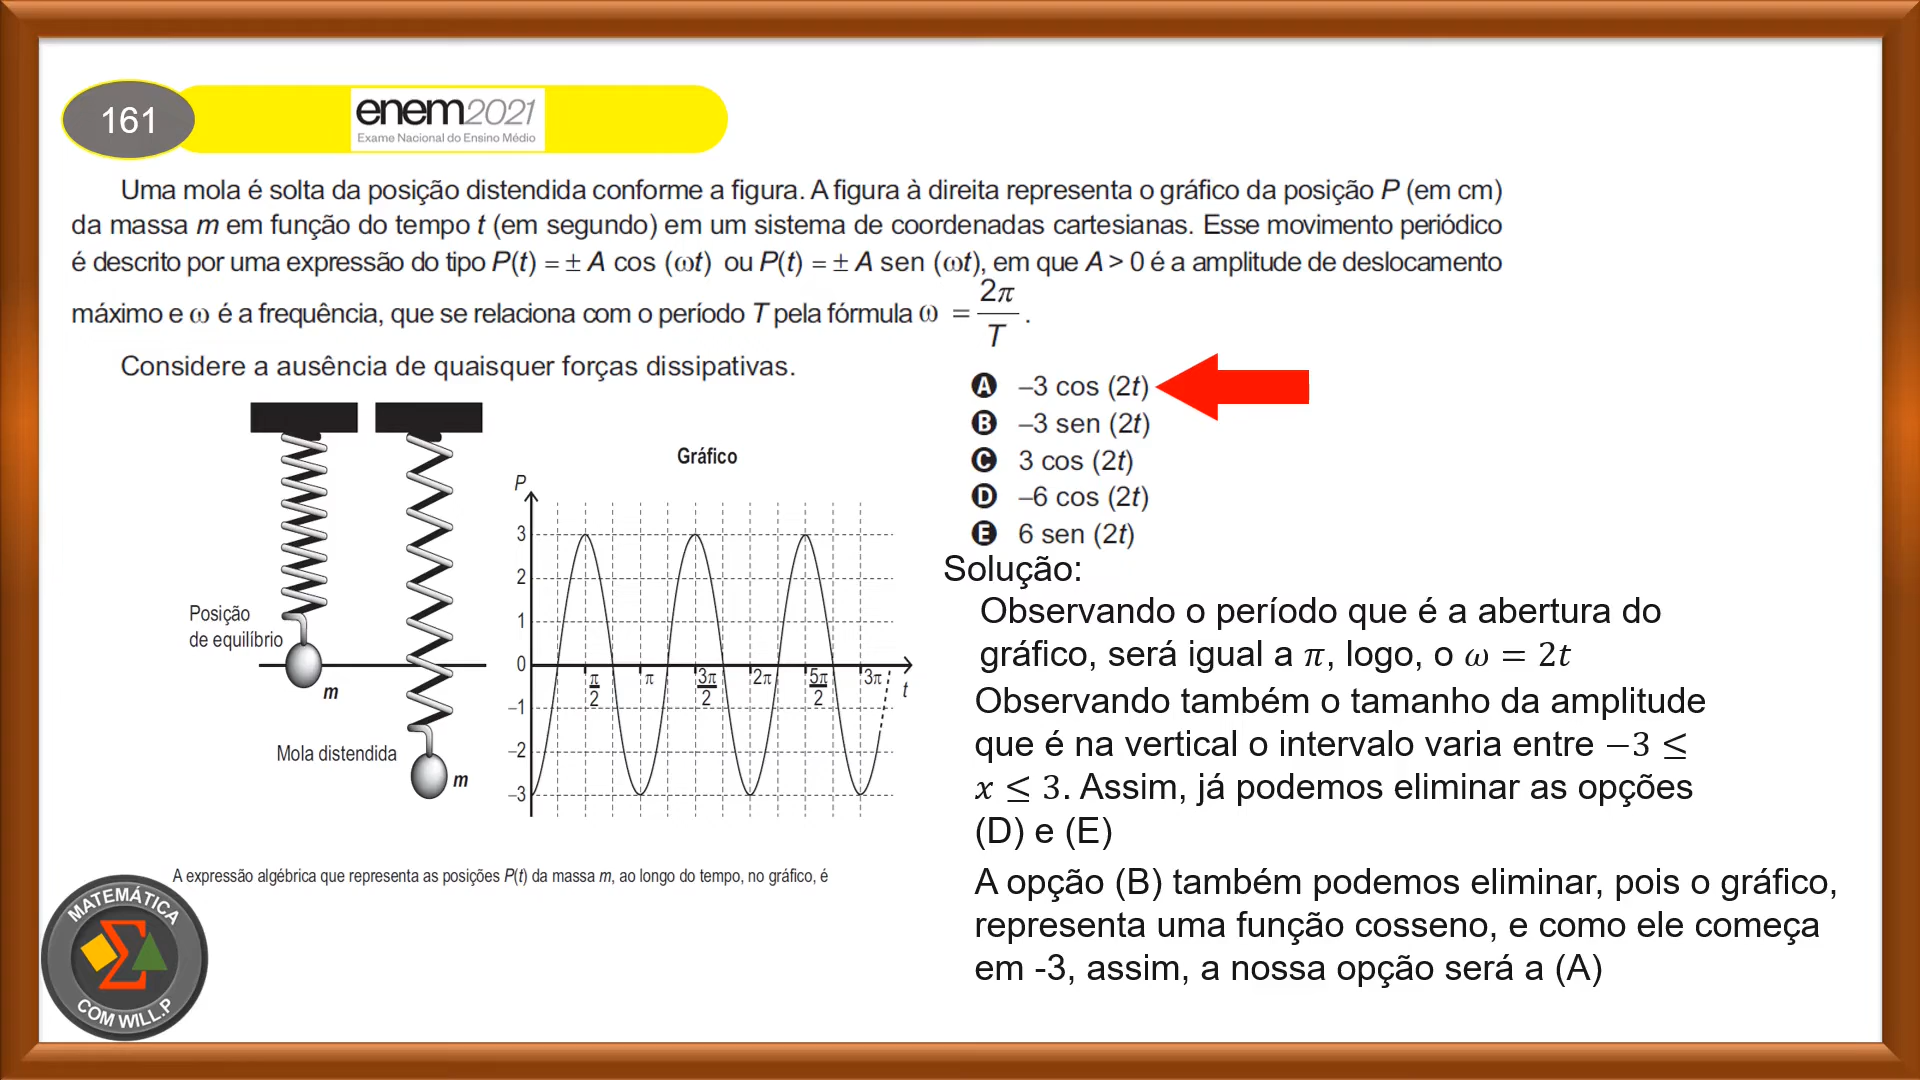 161
enem2021
Exame Nacional do Ensino Médio
Uma mola é solta da posição distendida conforme a figura. A figura à direita representa o gráfico da posição P (em cm)
da massa m em função do tempo t (em segundo) em um sistema de coordenadas cartesianas. Esse movimento periódico
é descrito por uma expressão do tipo P(t) = ± A cos (ωt) ou P(t) = ± A sen (ωt), em que A > 0 é a amplitude de deslocamento
máximo e ω é a frequência, que se relaciona com o período T pela fórmula ω = 2π/T.
Considere a ausência de quaisquer forças dissipativas.
A –3 cos (2t)
B –3 sen (2t)
C 3 cos (2t)
D –6 cos (2t)
E 6 sen (2t)
Posição
de equilíbrio
m
Mola distendida
m
Gráfico
P
3
2
1
0
–1
–2
–3
π/2 π 3π/2 2π 5π/2 3π
t
A expressão algébrica que representa as posições P(t) da massa m, ao longo do tempo, no gráfico, é
Solução:
Observando o período que é a abertura do
gráfico, será igual a π, logo, o ω = 2t
Observando também o tamanho da amplitude
que é na vertical o intervalo varia entre −3 ≤
x ≤ 3. Assim, já podemos eliminar as opções
(D) e (E)
A opção (B) também podemos eliminar, pois o gráfico,
representa uma função cosseno, e como ele começa
em -3, assim, a nossa opção será a (A)
MATEMÁTICA
COM WILL.P